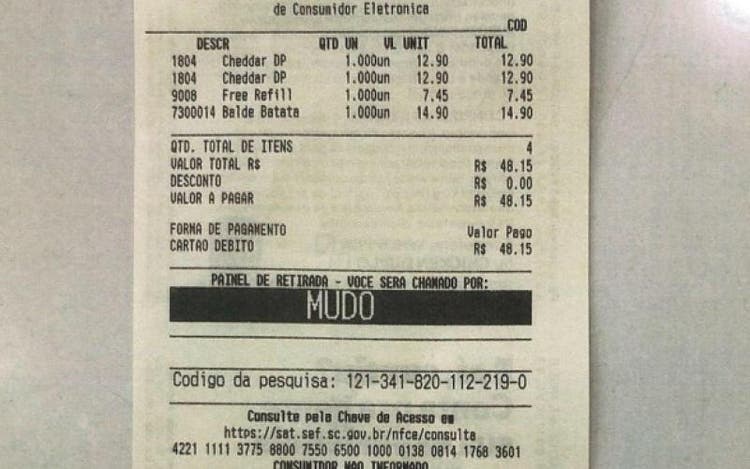 de Consumidor Eletronica
COD
DESCR QTD UN VL UNIT TOTAL
1804 Cheddar DP 1.000un 12.90 12.90
1804 Cheddar DP 1.000un 12.90 12.90
9008 Free Refill 1.000un 7.45 7.45
7300014 Balde Batata 1.000un 14.90 14.90
QTD. TOTAL DE ITENS 4
VALOR TOTAL R$ R$ 48.15
DESCONTO R$ 0.00
VALOR A PAGAR R$ 48.15
FORMA DE PAGAMENTO Valor Pago
CARTAO DEBITO R$ 48.15
PAINEL DE RETIRADA - VOCE SERA CHAMADO POR:
MUDO
Codigo da pesquisa: 121-341-820-112-219-0
Consulte pela Chave de Acesso em
https://sat.sef.sc.gov.br/nfce/consulta
4221 1111 3775 8800 7550 6500 1000 0138 0814 1768 3601
CONSUMIDOR NAO INFORMADO